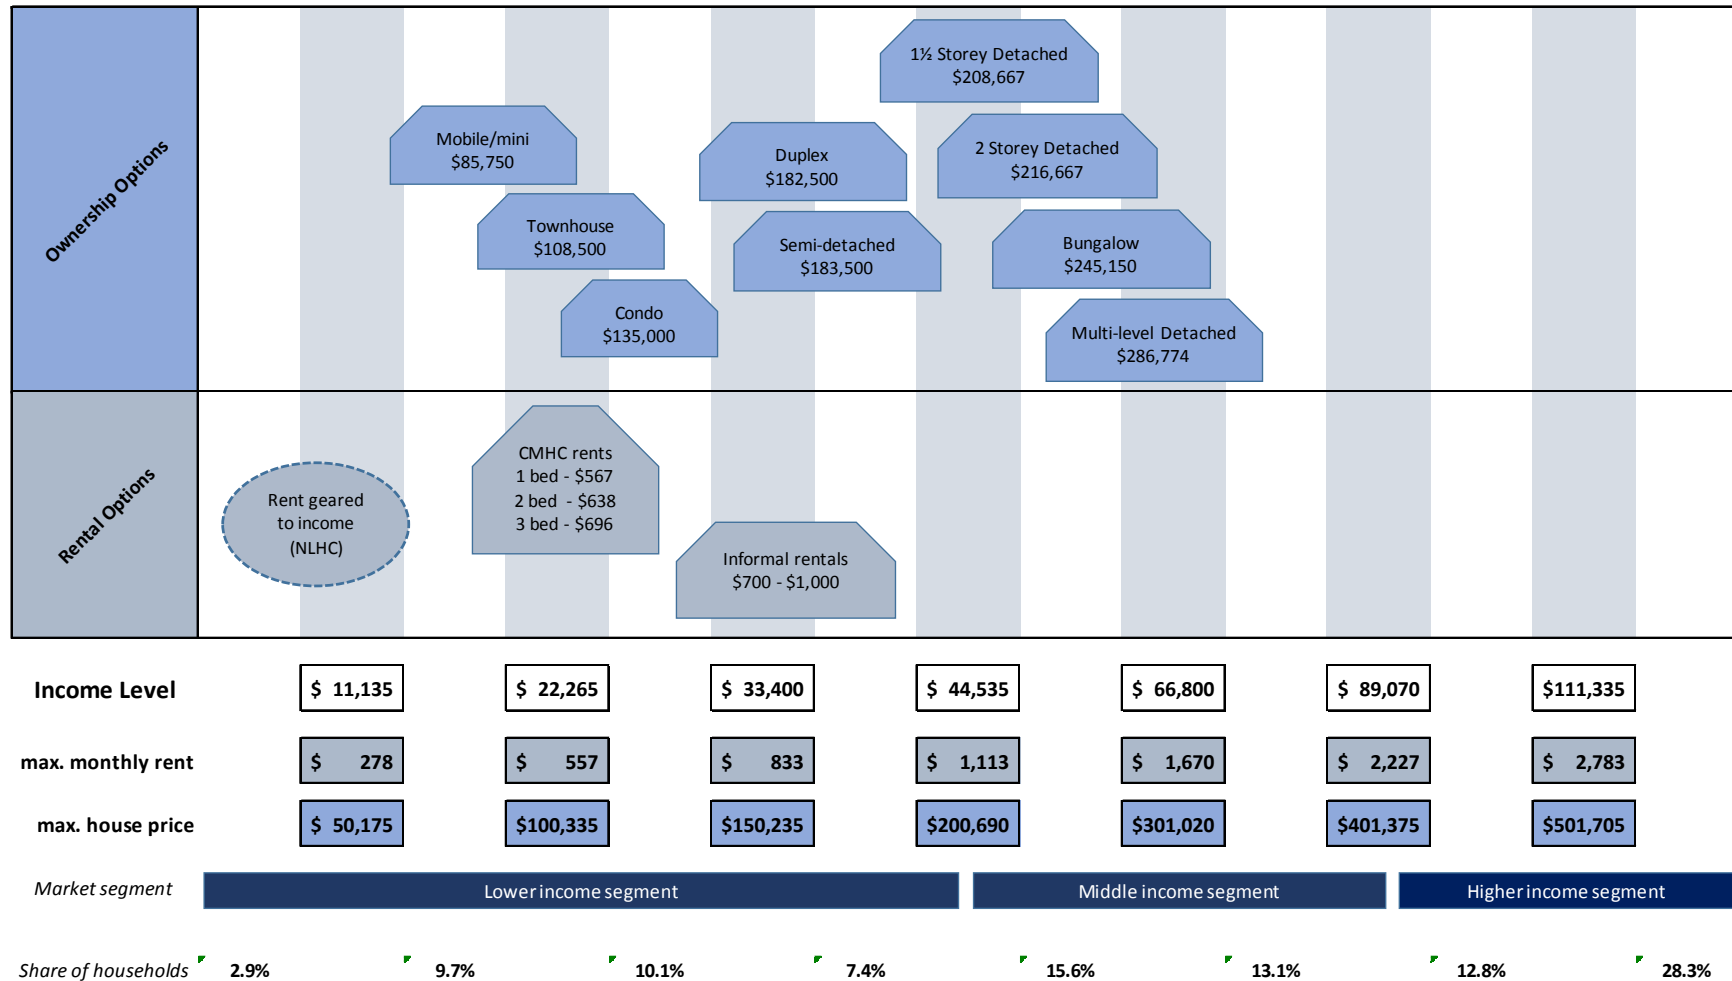 Ownership Options
1½ Storey Detached
$208,667
Mobile/mini
$85,750
Duplex
$182,500
2 Storey Detached
$216,667
Townhouse
$108,500
Semi-detached
$183,500
Bungalow
$245,150
Condo
$135,000
Multi-level Detached
$286,774
Rental Options
Rent geared
to income
(NLHC)
CMHC rents
1 bed - $567
2 bed - $638
3 bed - $696
Informal rentals
$700 - $1,000
Income Level $ 11,135 $ 22,265 $ 33,400 $ 44,535 $ 66,800 $ 89,070 $111,335
max. monthly rent $ 278 $ 557 $ 833 $ 1,113 $ 1,670 $ 2,227 $ 2,783
max. house price $ 50,175 $100,335 $150,235 $200,690 $301,020 $401,375 $501,705
Market segment Lower income segment Middle income segment Higher income segment
Share of households 2.9% 9.7% 10.1% 7.4% 15.6% 13.1% 12.8% 28.3%